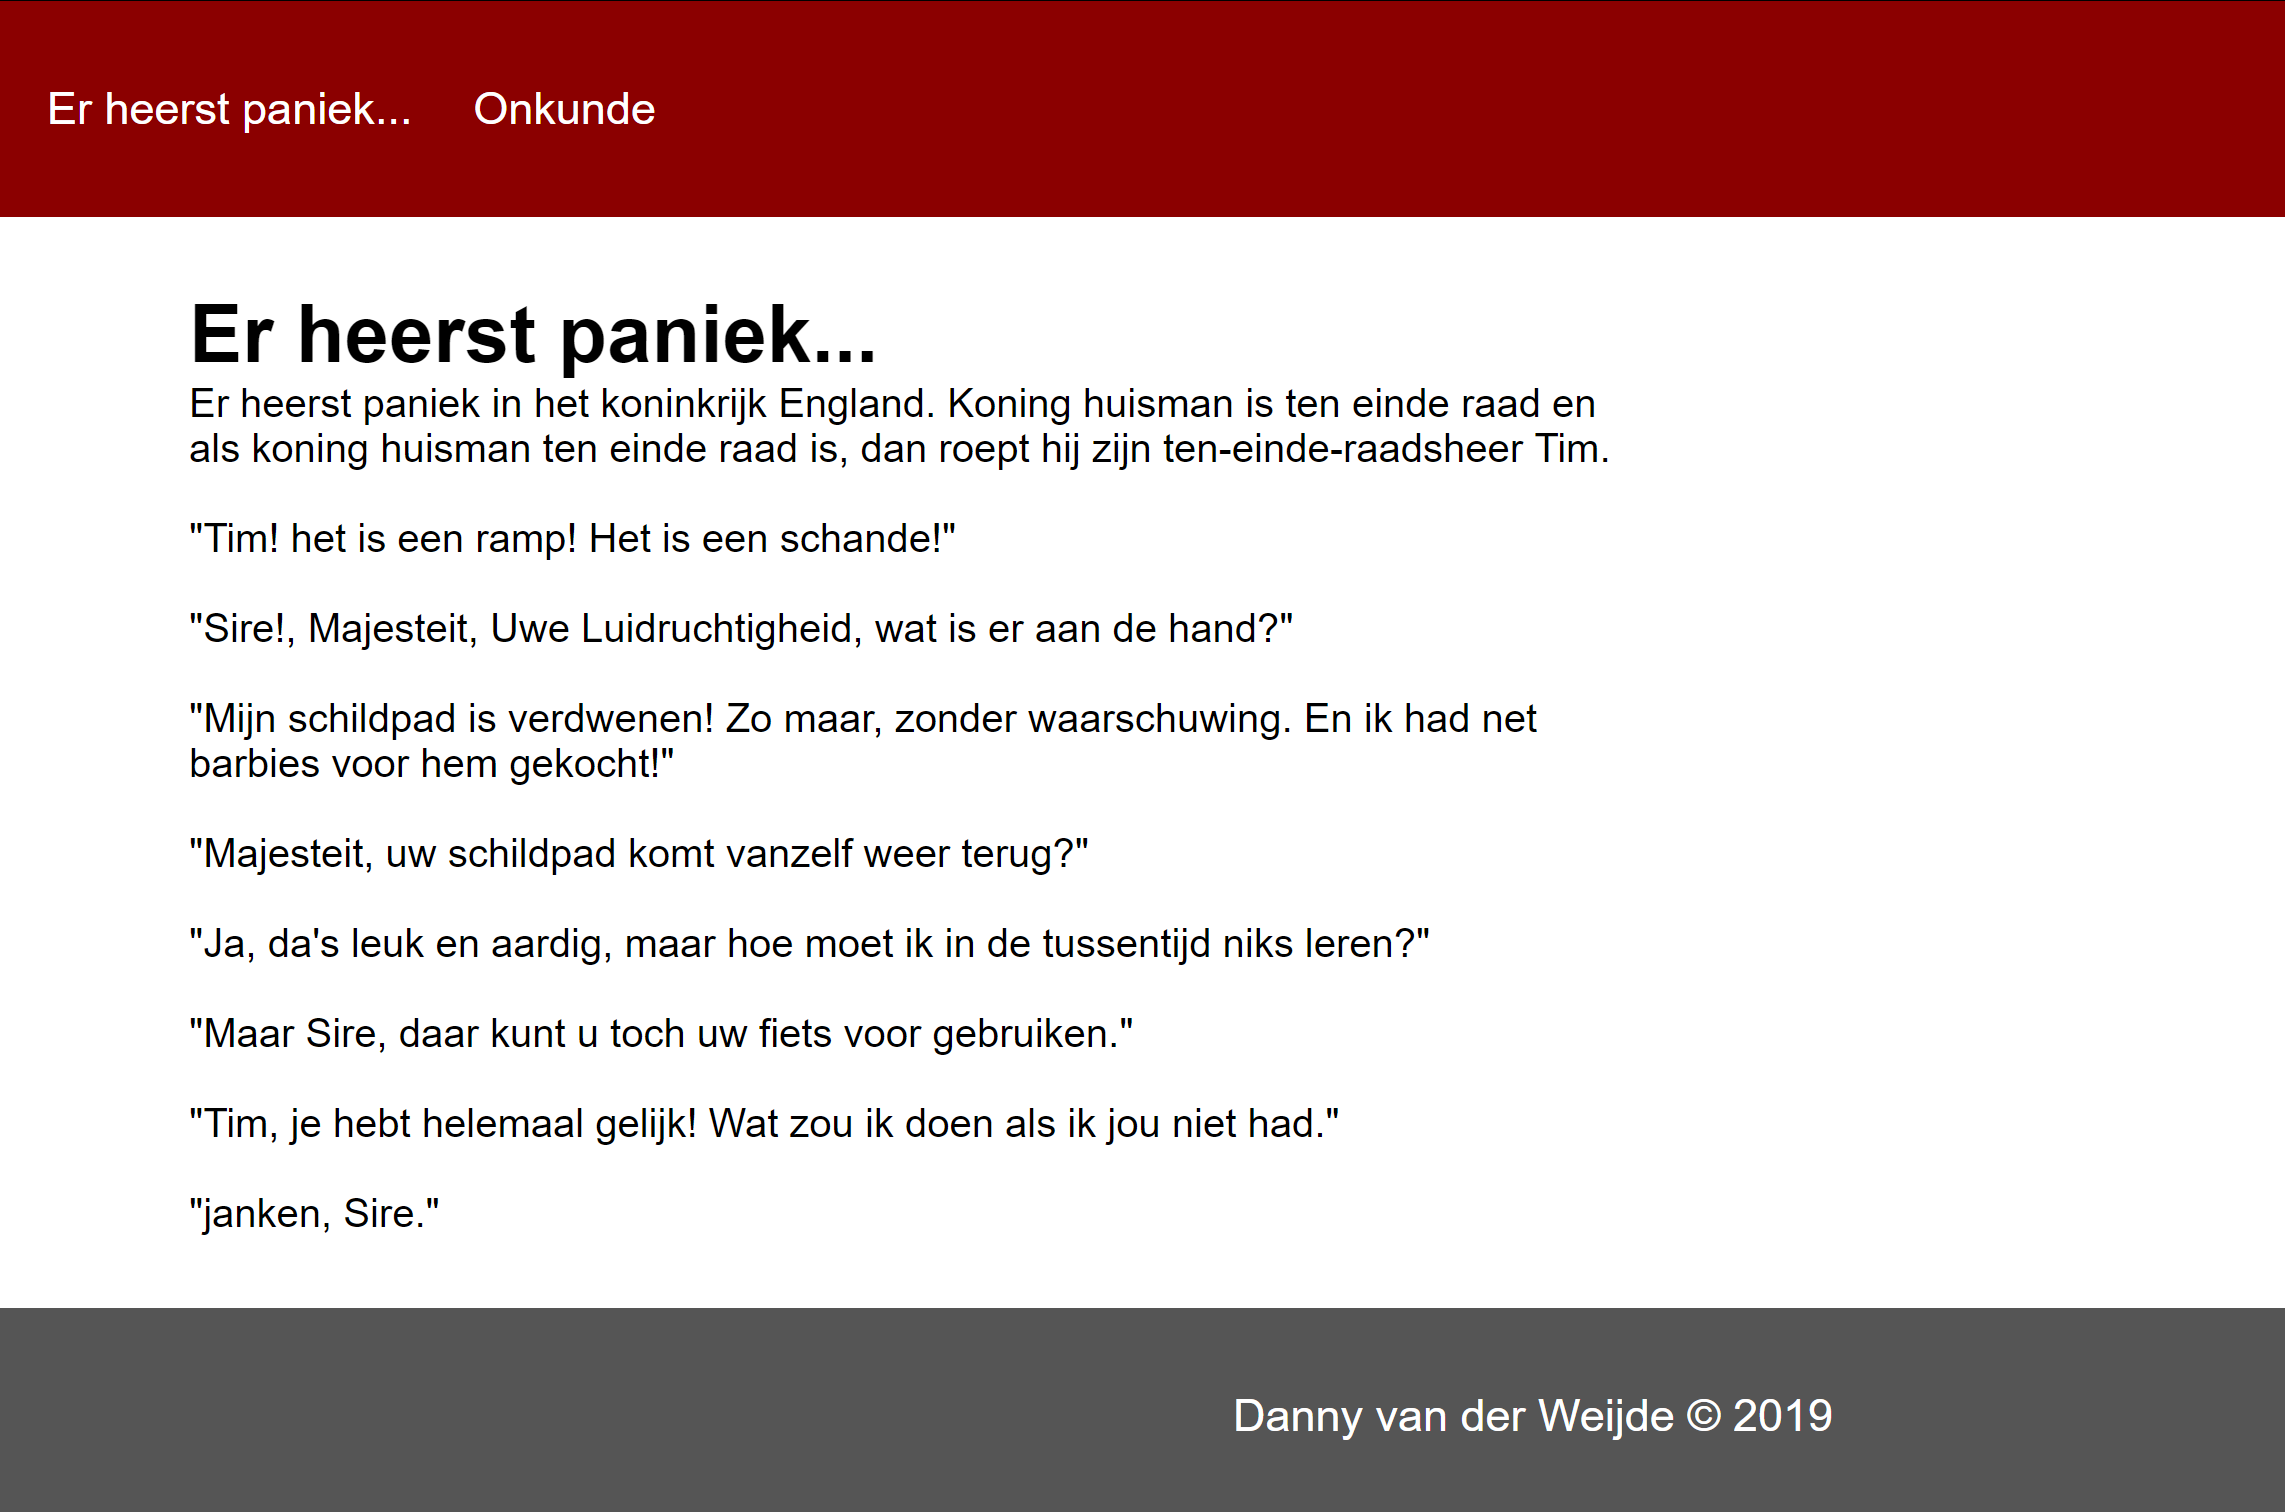 Er heerst paniek... Onkunde
Er heerst paniek...
Er heerst paniek in het koninkrijk England. Koning huisman is ten einde raad en
als koning huisman ten einde raad is, dan roept hij zijn ten-einde-raadsheer Tim.
"Tim! het is een ramp! Het is een schande!"
"Sire!, Majesteit, Uwe Luidruchtigheid, wat is er aan de hand?"
"Mijn schildpad is verdwenen! Zo maar, zonder waarschuwing. En ik had net
barbies voor hem gekocht!"
"Majesteit, uw schildpad komt vanzelf weer terug?"
"Ja, da's leuk en aardig, maar hoe moet ik in de tussentijd niks leren?"
"Maar Sire, daar kunt u toch uw fiets voor gebruiken."
"Tim, je hebt helemaal gelijk! Wat zou ik doen als ik jou niet had."
"janken, Sire."
Danny van der Weijde © 2019